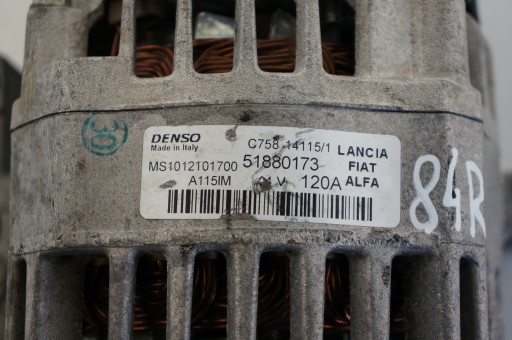 DENSO C758 14115/1
Made in Italy
MS1012101700 51880173 LANCIA
FIAT
A115IM V 120A ALFA
84R